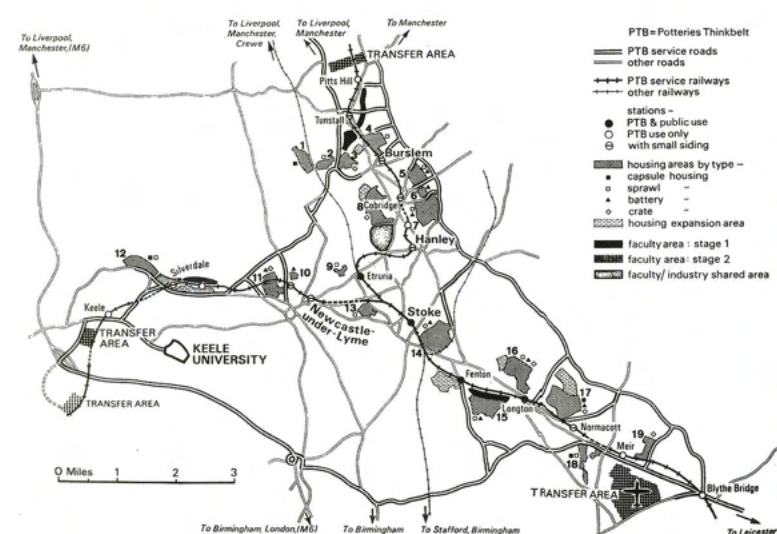 To Liverpool,
Manchester,(M6)
To Liverpool,
Manchester,
Crewe
To Liverpool,
Manchester
To Manchester
TRANSFER AREA
Pitts Hill
Tunstall
1
2
3
4
Burslem
5
6
8
Cobridge
7
Hanley
PTB = Potteries Thinkbelt
PTB service roads
other roads
PTB service railways
other railways
stations –
PTB & public use
PTB use only
with small siding
housing areas by type –
capsule housing
sprawl "
battery "
crate "
housing expansion area
faculty area : stage 1
faculty area : stage 2
faculty/ industry shared area
12
Silverdale
11
10
9
Etruria
Keele
TRANSFER
AREA
KEELE
UNIVERSITY
TRANSFER AREA
Newcastle-
under-Lyme
13
Stoke
14
Fenton
15
16
Longton
17
Normacott
18
Meir
19
TRANSFER AREA
Blythe Bridge
0 Miles 1 2 3
To Birmingham, London,(M6)
To Birmingham
To Stafford, Birmingham
To Leicester